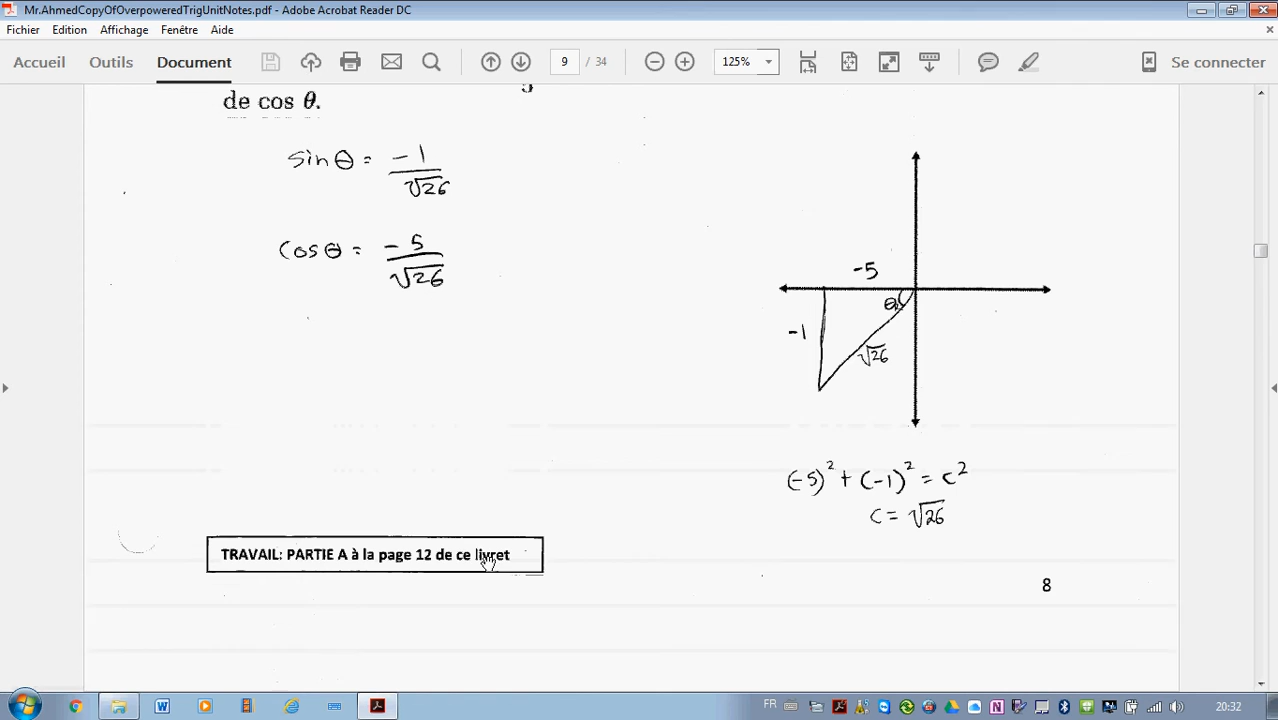 Mr.AhmedCopyOfOverpoweredTrigUnitNotes.pdf - Adobe Acrobat Reader DC
Fichier Edition Affichage Fenêtre Aide
Accueil Outils Document 9 / 34 125% Se connecter
de cos θ.
sin θ = -1/√26
cos θ = -5/√26
-5
θ
-1
√26
(-5)² + (-1)² = c²
c = √26
TRAVAIL: PARTIE A à la page 12 de ce livret
8
FR 20:32